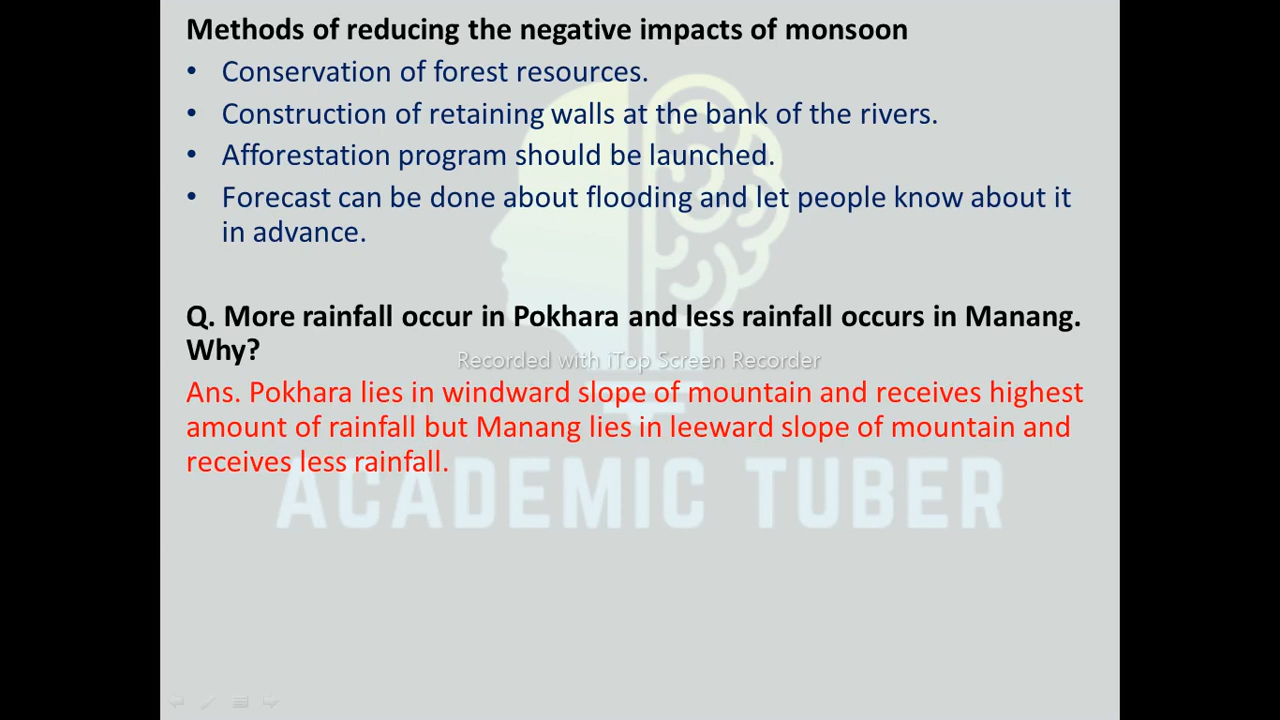 Methods of reducing the negative impacts of monsoon
• Conservation of forest resources.
• Construction of retaining walls at the bank of the rivers.
• Afforestation program should be launched.
• Forecast can be done about flooding and let people know about it
in advance.
Q. More rainfall occur in Pokhara and less rainfall occurs in Manang.
Why?
Recorded with iTop Screen Recorder
Ans. Pokhara lies in windward slope of mountain and receives highest
amount of rainfall but Manang lies in leeward slope of mountain and
receives less rainfall.
ACADEMIC TUBER